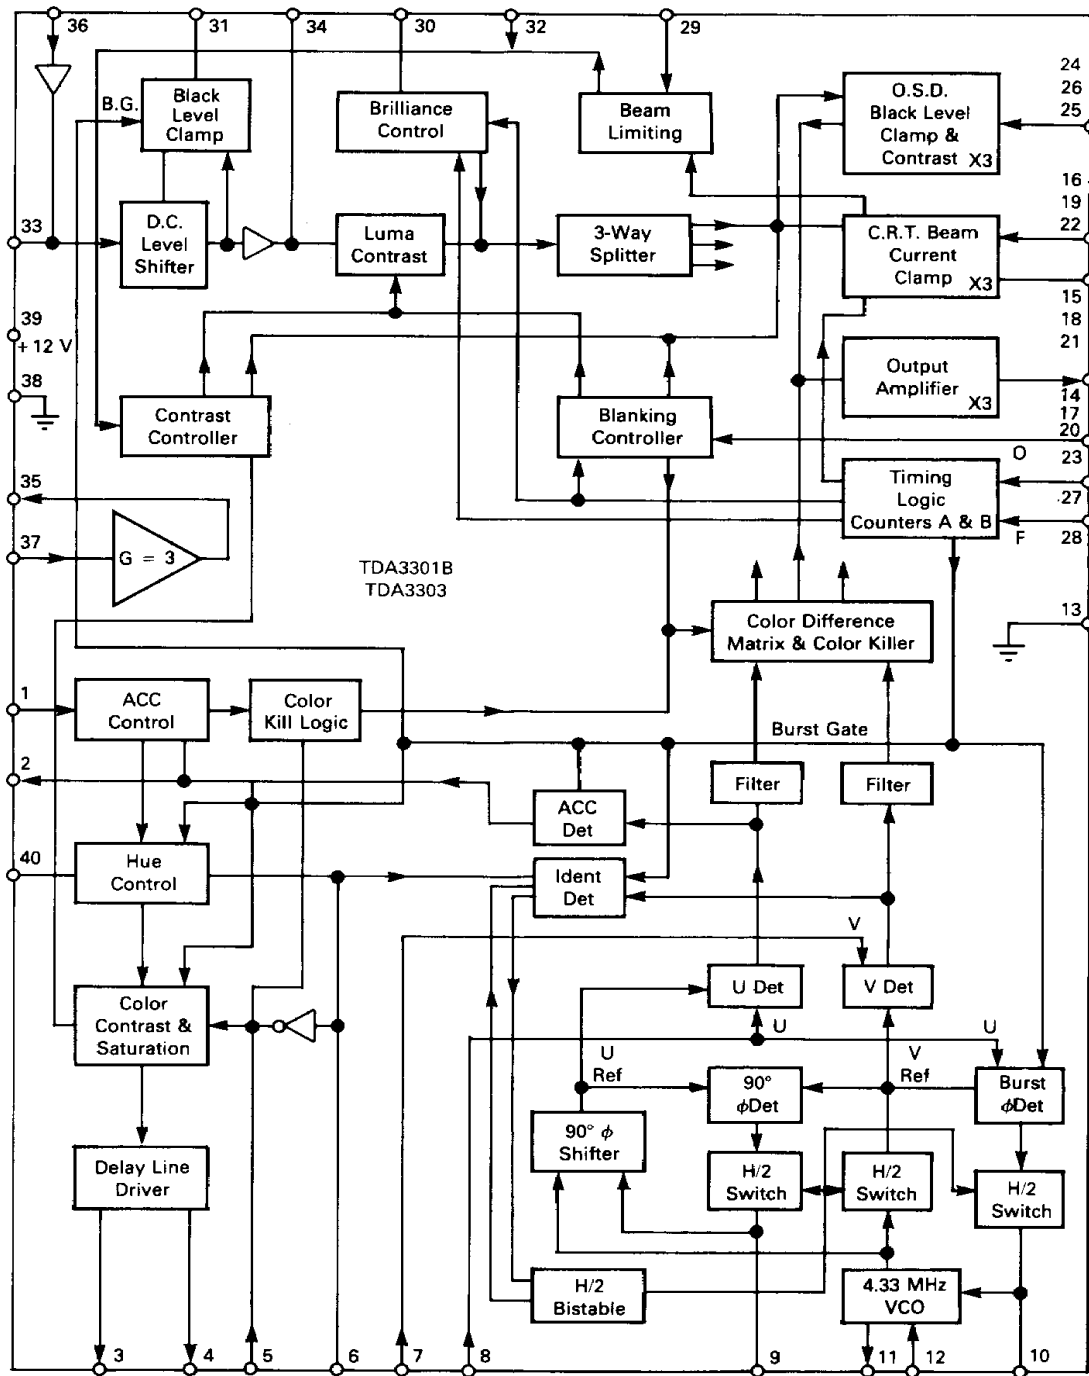 36
31
34
30
32
29
24
26
25
B.G.
Black
Level
Clamp
Brilliance
Control
Beam
Limiting
O.S.D.
Black Level
Clamp &
Contrast
X3
16
19
22
33
D.C.
Level
Shifter
Luma
Contrast
3-Way
Splitter
C.R.T. Beam
Current
Clamp
X3
15
18
21
39
+ 12 V
38
Contrast
Controller
Blanking
Controller
Output
Amplifier
X3
14
17
20
O
23
Timing
Logic
Counters A & B
27
F
28
35
37
G = 3
TDA3301B
TDA3303
Color Difference
Matrix & Color Killer
13
1
ACC
Control
Color
Kill Logic
Burst Gate
2
Filter
Filter
ACC
Det
40
Hue
Control
Ident
Det
V
U Det
V Det
Color
Contrast &
Saturation
U
U
U
Ref
V
Ref
90°
ϕDet
Burst
ϕDet
90° ϕ
Shifter
Delay Line
Driver
H/2
Switch
H/2
Switch
H/2
Switch
H/2
Bistable
4.33 MHz
VCO
3
4
5
6
7
8
9
11
12
10